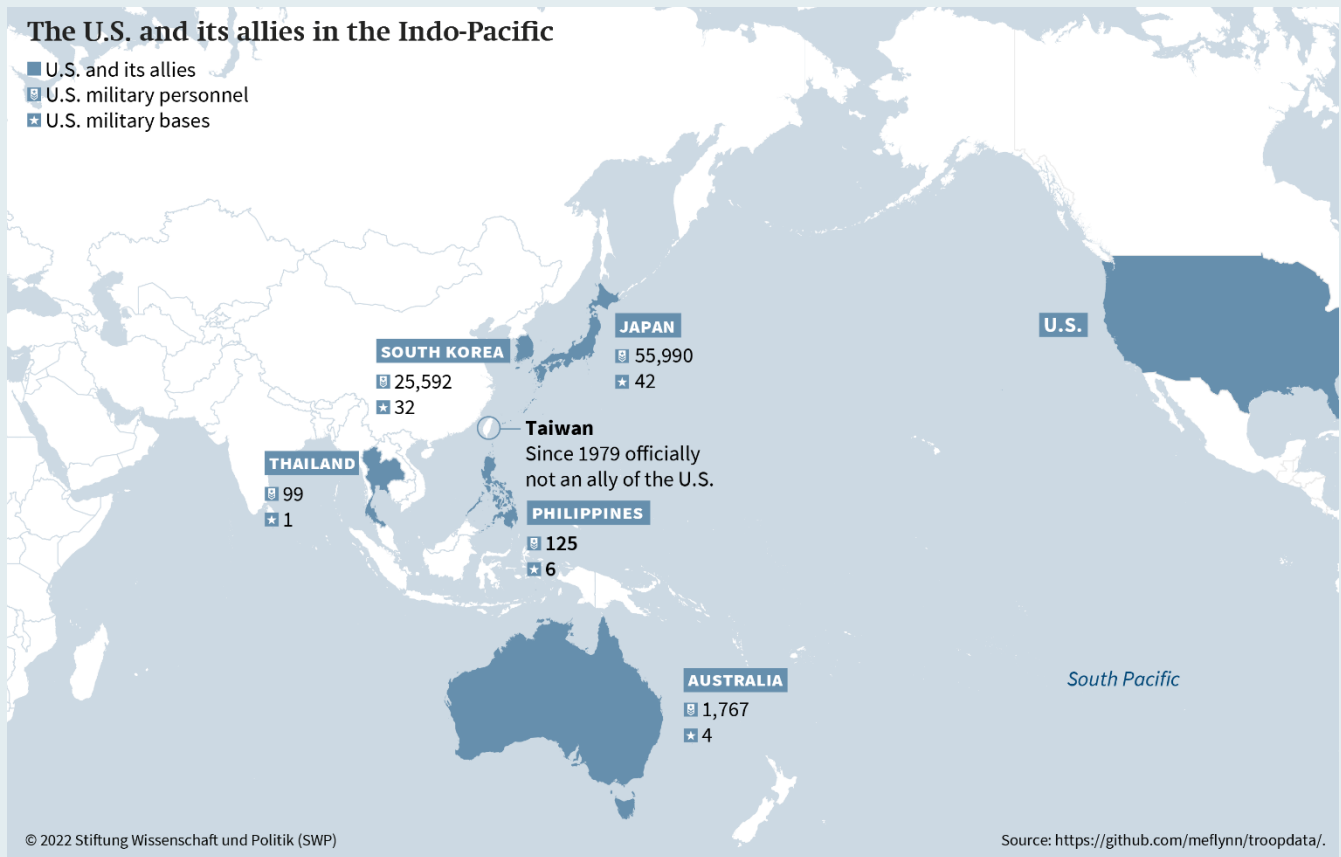 The U.S. and its allies in the Indo-Pacific
U.S. and its allies
U.S. military personnel
U.S. military bases
JAPAN
55,990
42
U.S.
SOUTH KOREA
25,592
32
Taiwan
Since 1979 officially
not an ally of the U.S.
THAILAND
99
1
PHILIPPINES
125
6
AUSTRALIA
1,767
4
South Pacific
© 2022 Stiftung Wissenschaft und Politik (SWP)
Source: https://github.com/meflynn/troopdata/.